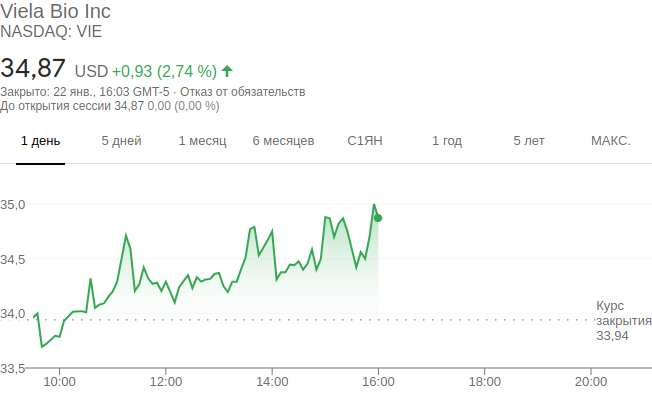 Viela Bio Inc
NASDAQ: VIE
34,87 USD +0,93 (2,74 %)
Закрыто: 22 янв., 16:03 GMT-5 · Отказ от обязательств
До открытия сессии 34,87 0,00 (0,00 %)
1 день 5 дней 1 месяц 6 месяцев С1ЯН 1 год 5 лет МАКС.
35,0
34,5
34,0
Курс
закрытия
33,94
33,5
10:00 12:00 14:00 16:00 18:00 20:00